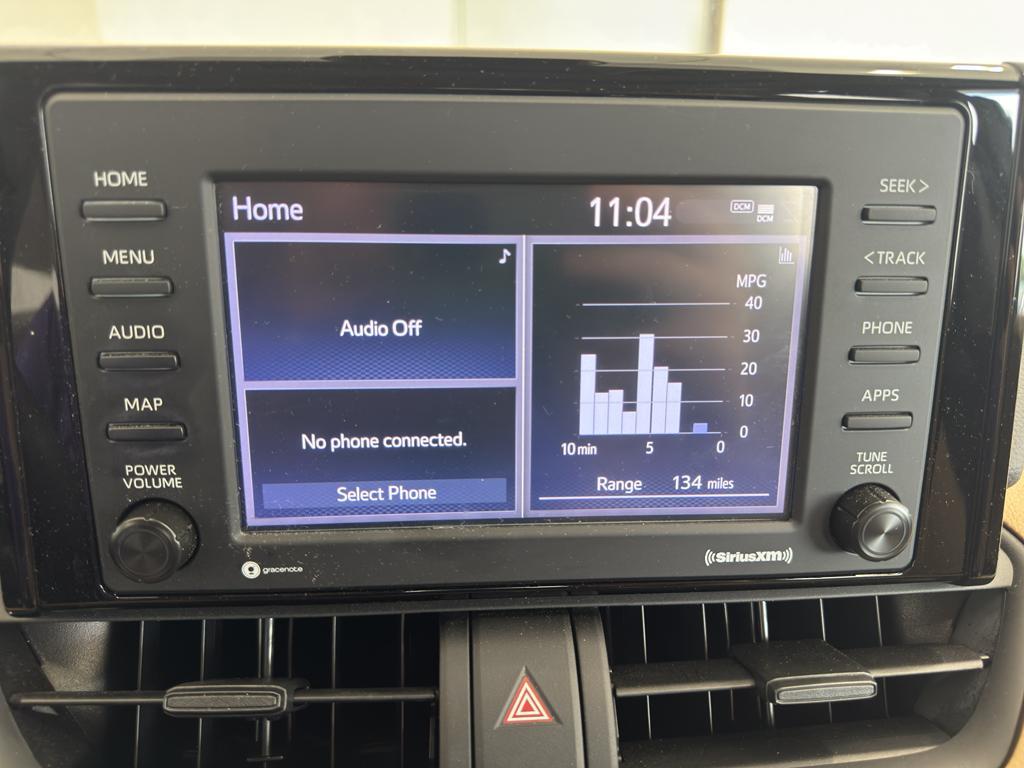 HOME
MENU
AUDIO
MAP
POWER
VOLUME
Home
11:04
DCM
DCM
Audio Off
No phone connected.
Select Phone
MPG
40
30
20
10
0
10 min 5 0
Range 134 miles
SEEK >
< TRACK
PHONE
APPS
TUNE
SCROLL
gracenote
((SiriusXM))